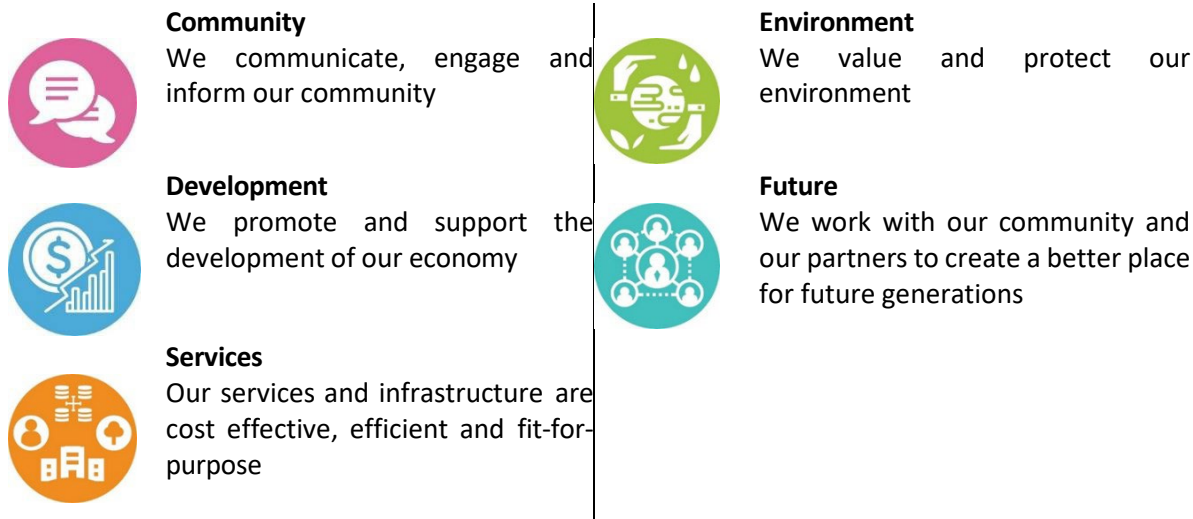 Community
We communicate, engage and
inform our community
Development
We promote and support the
development of our economy
Services
Our services and infrastructure are
cost effective, efficient and fit-for-
purpose
Environment
We value and protect our
environment
Future
We work with our community and
our partners to create a better place
for future generations